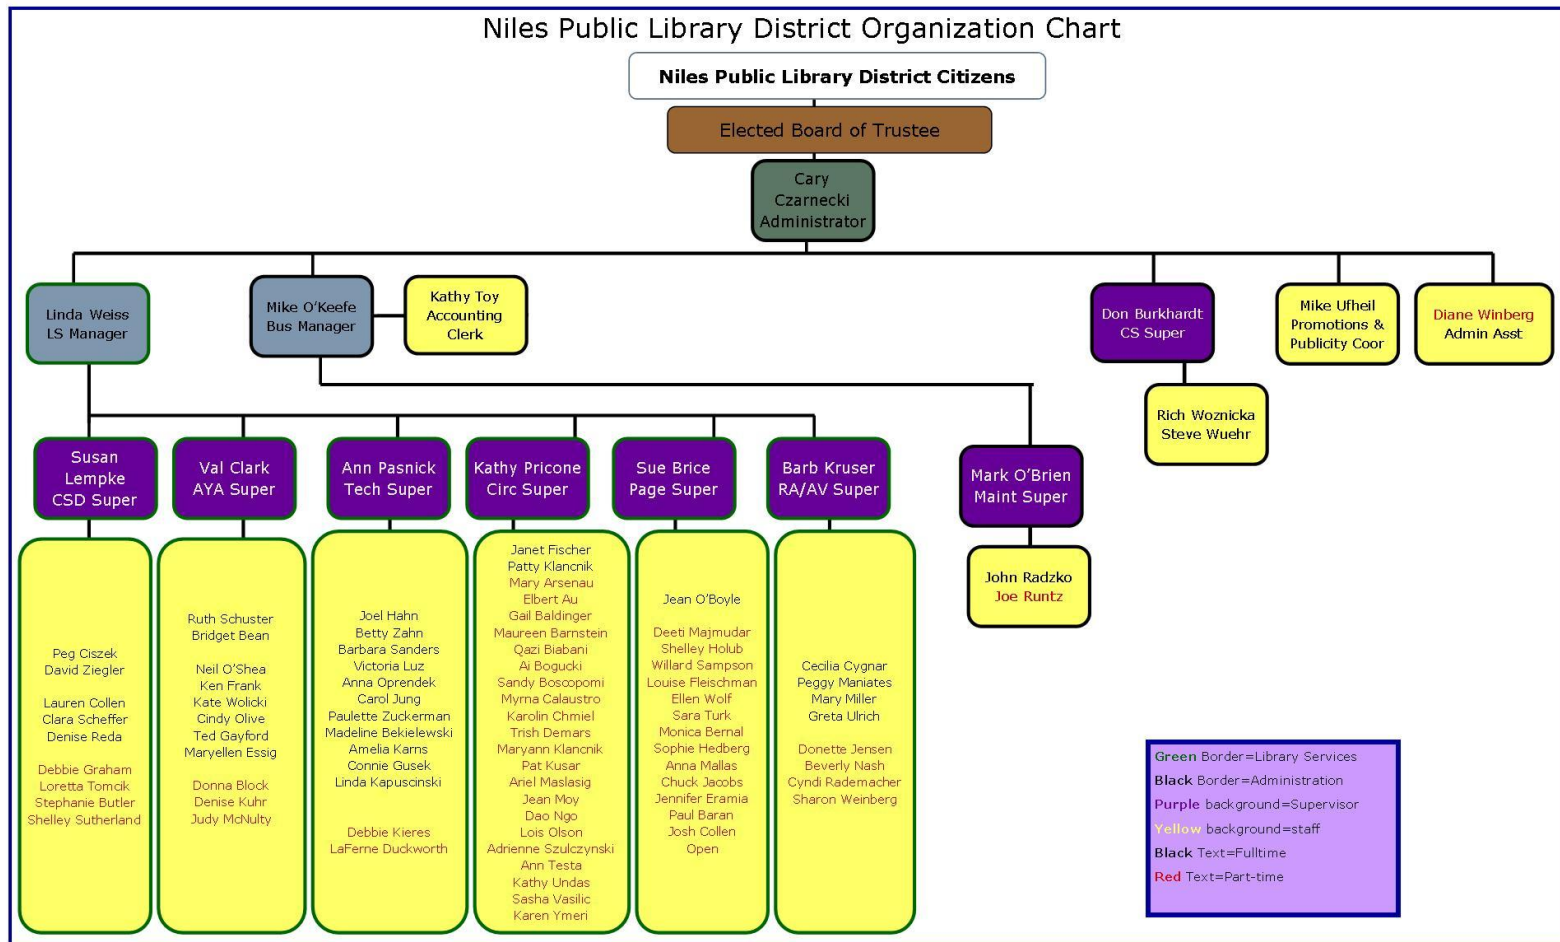 Niles Public Library District Organization Chart
Niles Public Library District Citizens
Elected Board of Trustee
Cary
Czarnecki
Administrator
Linda Weiss
LS Manager
Mike O'Keefe
Bus Manager
Kathy Toy
Accounting
Clerk
Don Burkhardt
CS Super
Mike Ufheil
Promotions &
Publicity Coor
Diane Winberg
Admin Asst
Rich Woznicka
Steve Wuehr
Susan
Lempke
CSD Super
Val Clark
AYA Super
Ann Pasnick
Tech Super
Kathy Pricone
Circ Super
Sue Brice
Page Super
Barb Kruser
RA/AV Super
Mark O'Brien
Maint Super
John Radzko
Joe Runtz
Peg Ciszek
David Ziegler
Lauren Collen
Clara Scheffer
Denise Reda
Debbie Graham
Loretta Tomcik
Stephanie Butler
Shelley Sutherland
Ruth Schuster
Bridget Bean
Neil O'Shea
Ken Frank
Kate Wolicki
Cindy Olive
Ted Gayford
Maryellen Essig
Donna Block
Denise Kuhr
Judy McNulty
Joel Hahn
Betty Zahn
Barbara Sanders
Victoria Luz
Anna Oprendek
Carol Jung
Paulette Zuckerman
Madeline Bekielewski
Amelia Karns
Connie Gusek
Linda Kapuscinski
Debbie Kieres
LaFerne Duckworth
Janet Fischer
Patty Klancnik
Mary Arsenau
Elbert Au
Gail Baldinger
Maureen Barnstein
Qazi Biabani
Ai Bogucki
Sandy Boscopomi
Myrna Calaustro
Karolin Chmiel
Trish Demars
Maryann Klancnik
Pat Kusar
Ariel Maslasig
Jean Moy
Dao Ngo
Lois Olson
Adrienne Szulczynski
Ann Testa
Kathy Undas
Sasha Vasilic
Karen Ymeri
Jean O'Boyle
Deeti Majmudar
Shelley Holub
Willard Sampson
Louise Fleischman
Ellen Wolf
Sara Turk
Monica Bernal
Sophie Hedberg
Anna Mallas
Chuck Jacobs
Jennifer Eramia
Paul Baran
Josh Collen
Open
Cecilia Cygnar
Peggy Maniates
Mary Miller
Greta Ulrich
Donette Jensen
Beverly Nash
Cyndi Rademacher
Sharon Weinberg
Green Border=Library Services
Black Border=Administration
Purple background=Supervisor
Yellow background=staff
Black Text=Fulltime
Red Text=Part-time